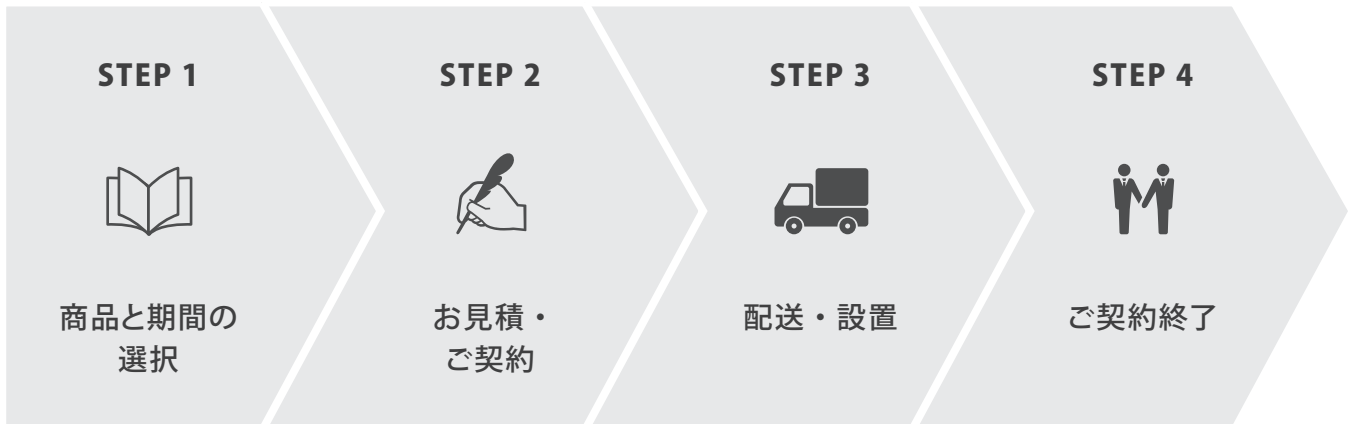 STEP 1
商品と期間の
選択
STEP 2
お見積・
ご契約
STEP 3
配送・設置
STEP 4
ご契約終了